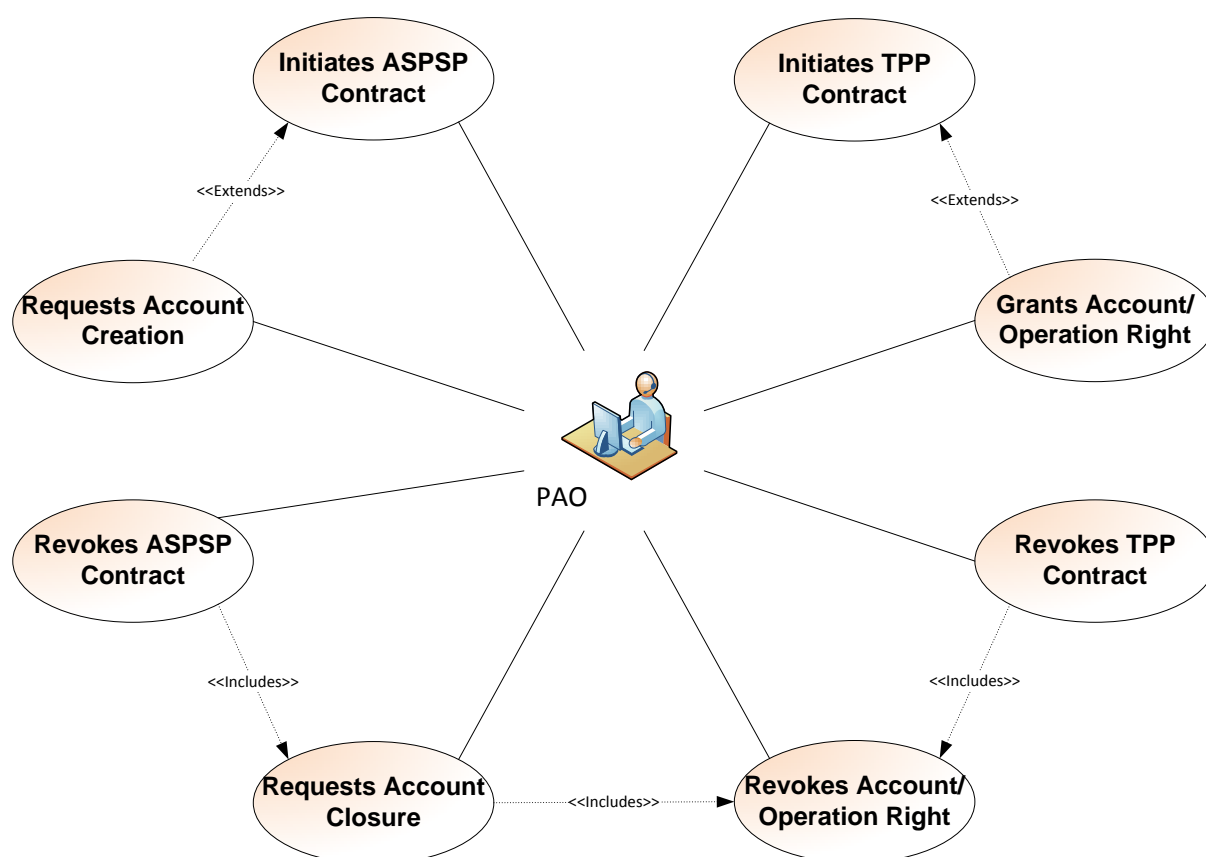 Initiates ASPSP
Contract
Initiates TPP
Contract
<<Extends>>
<<Extends>>
Requests Account
Creation
Grants Account/
Operation Right
PAO
Revokes ASPSP
Contract
Revokes TPP
Contract
<<Includes>>
<<Includes>>
Requests Account
Closure
<<Includes>>
Revokes Account/
Operation Right